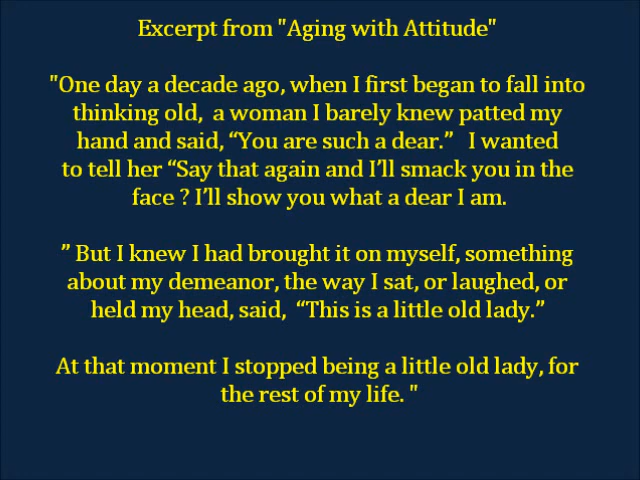 Excerpt from "Aging with Attitude"
"One day a decade ago, when I first began to fall into
thinking old,  a woman I barely knew patted my
hand and said, “You are such a dear.”   I wanted
to tell her “Say that again and I’ll smack you in the
face ? I’ll show you what a dear I am.
” But I knew I had brought it on myself, something
about my demeanor, the way I sat, or laughed, or
held my head, said,  “This is a little old lady.”
At that moment I stopped being a little old lady, for
the rest of my life. "